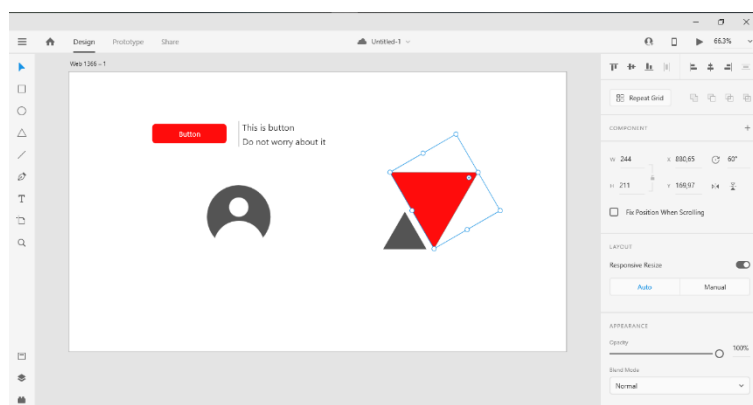 Design Prototype Share
Untitled-1
66,3%
Web 1366 – 1
Button
This is button
Do not worry about it
Repeat Grid
COMPONENT
W 244 X 880,65 60°
H 211 Y 169,97
Fix Position When Scrolling
LAYOUT
Responsive Resize
Auto Manual
APPEARANCE
Opacity
100%
Blend Mode
Normal
T